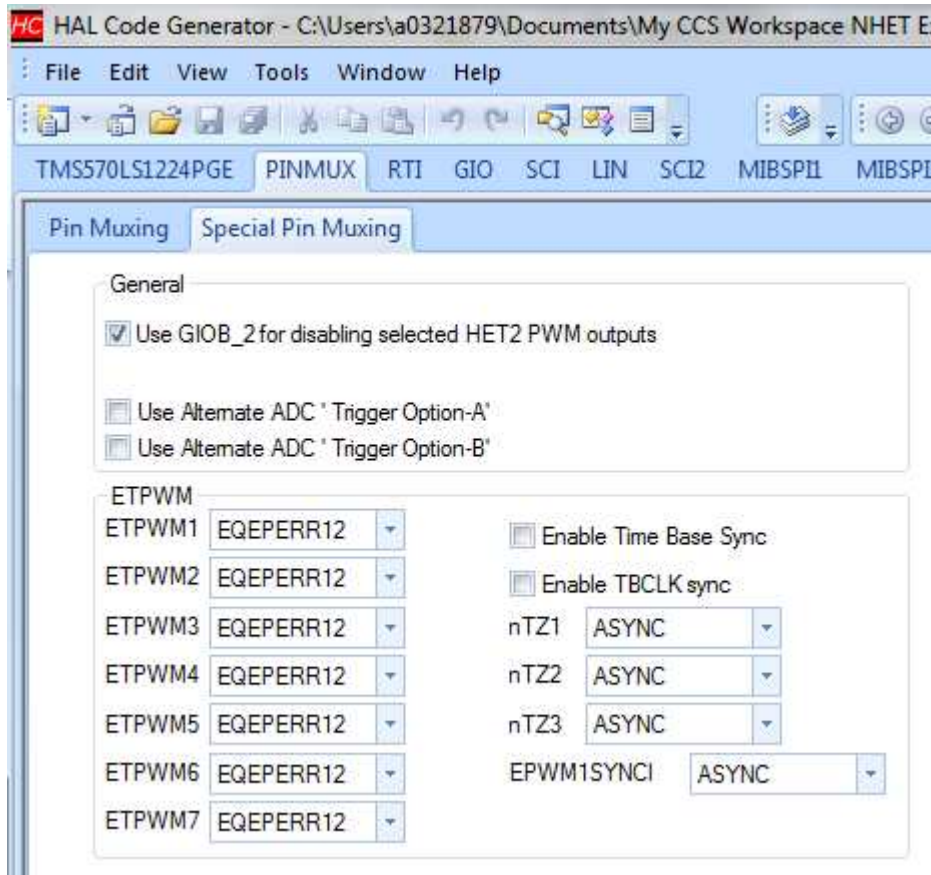 HC HAL Code Generator - C:\Users\a0321879\Documents\My CCS Workspace NHET E
File Edit View Tools Window Help
TMS570LS1224PGE PINMUX RTI GIO SCI LIN SCI2 MIBSPI1 MIBSPI
Pin Muxing Special Pin Muxing
General
Use GIOB_2 for disabling selected HET2 PWM outputs
Use Alternate ADC ' Trigger Option-A'
Use Alternate ADC ' Trigger Option-B'
ETPWM
ETPWM1 EQEPERR12 Enable Time Base Sync
ETPWM2 EQEPERR12 Enable TBCLK sync
ETPWM3 EQEPERR12 nTZ1 ASYNC
ETPWM4 EQEPERR12 nTZ2 ASYNC
ETPWM5 EQEPERR12 nTZ3 ASYNC
ETPWM6 EQEPERR12 EPWM1SYNCI ASYNC
ETPWM7 EQEPERR12